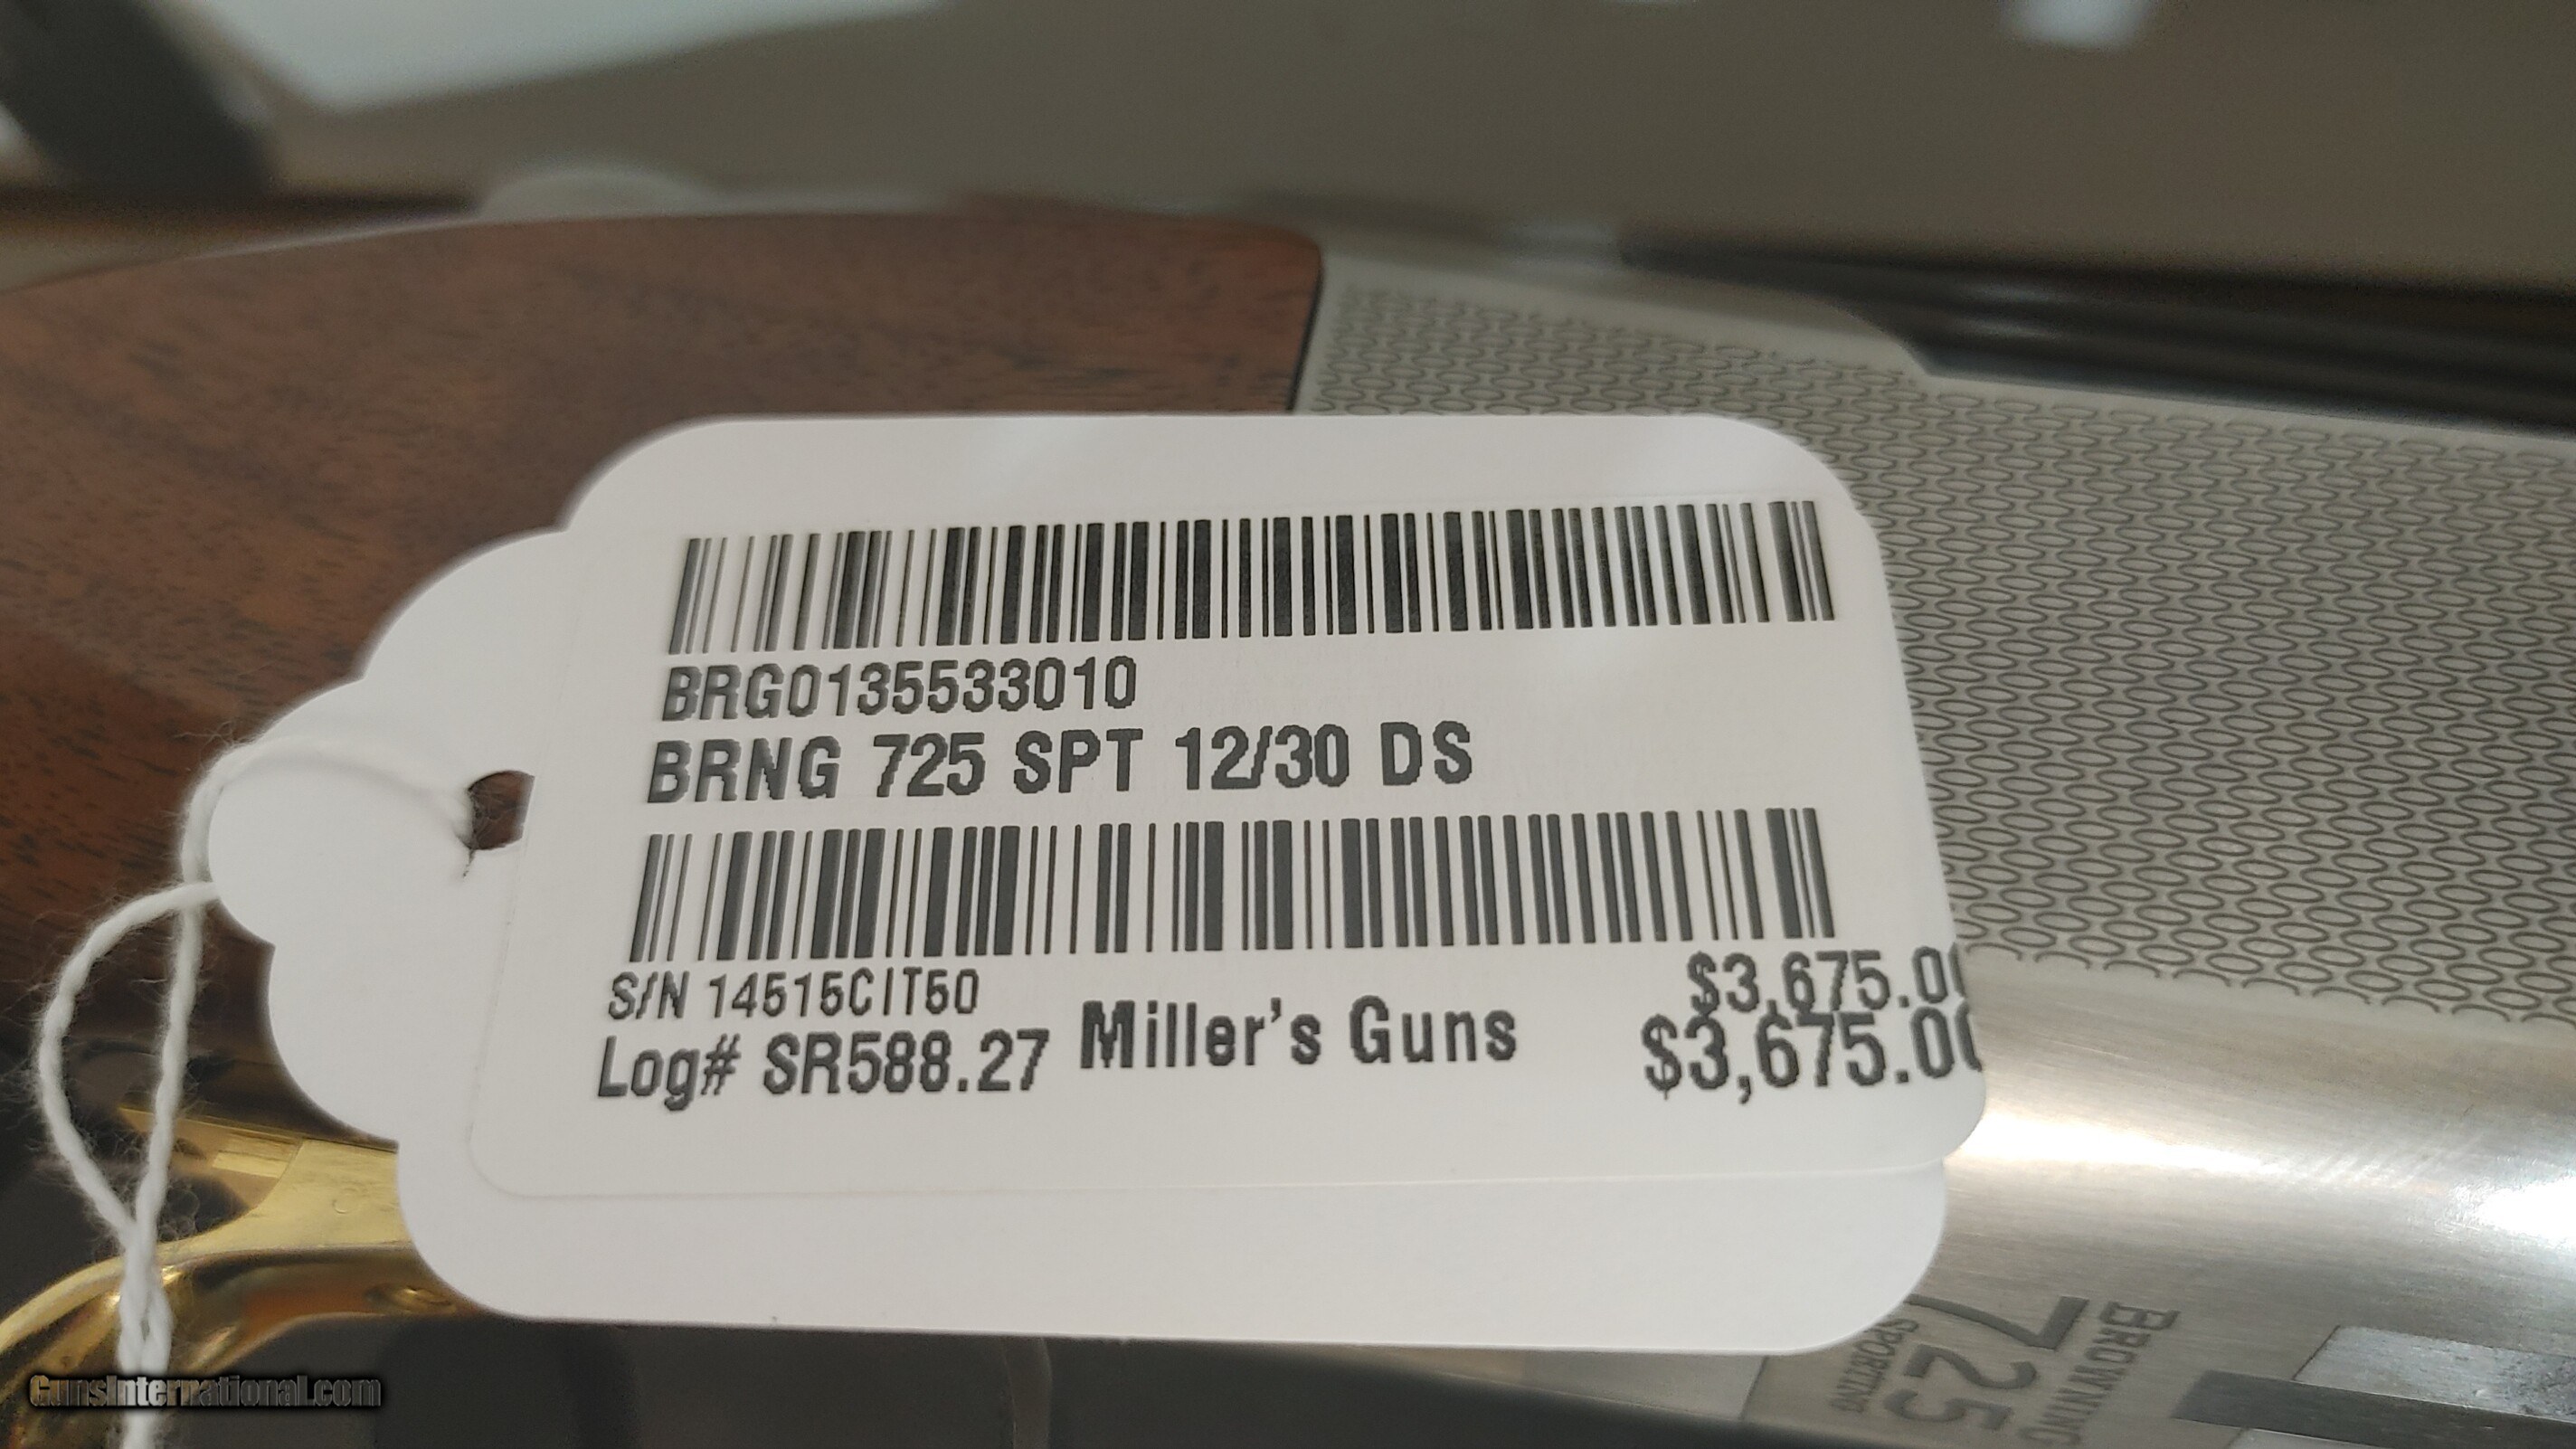 BRG0135533010
BRNG 725 SPT 12/30 DS
S/N 14515CIT50
Log# SR588.27
Miller's Guns
$3,675.00
$3,675.00
BROWNING
725
SPORTING
GunsInternational.com